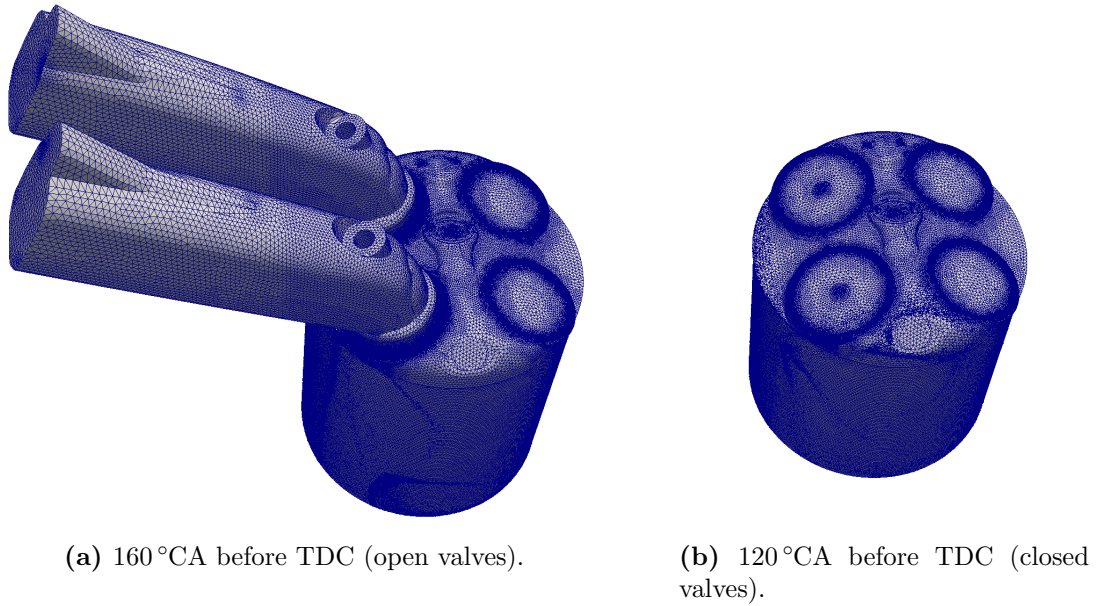 (a) 160 °CA before TDC (open valves).
(b) 120 °CA before TDC (closed
valves).